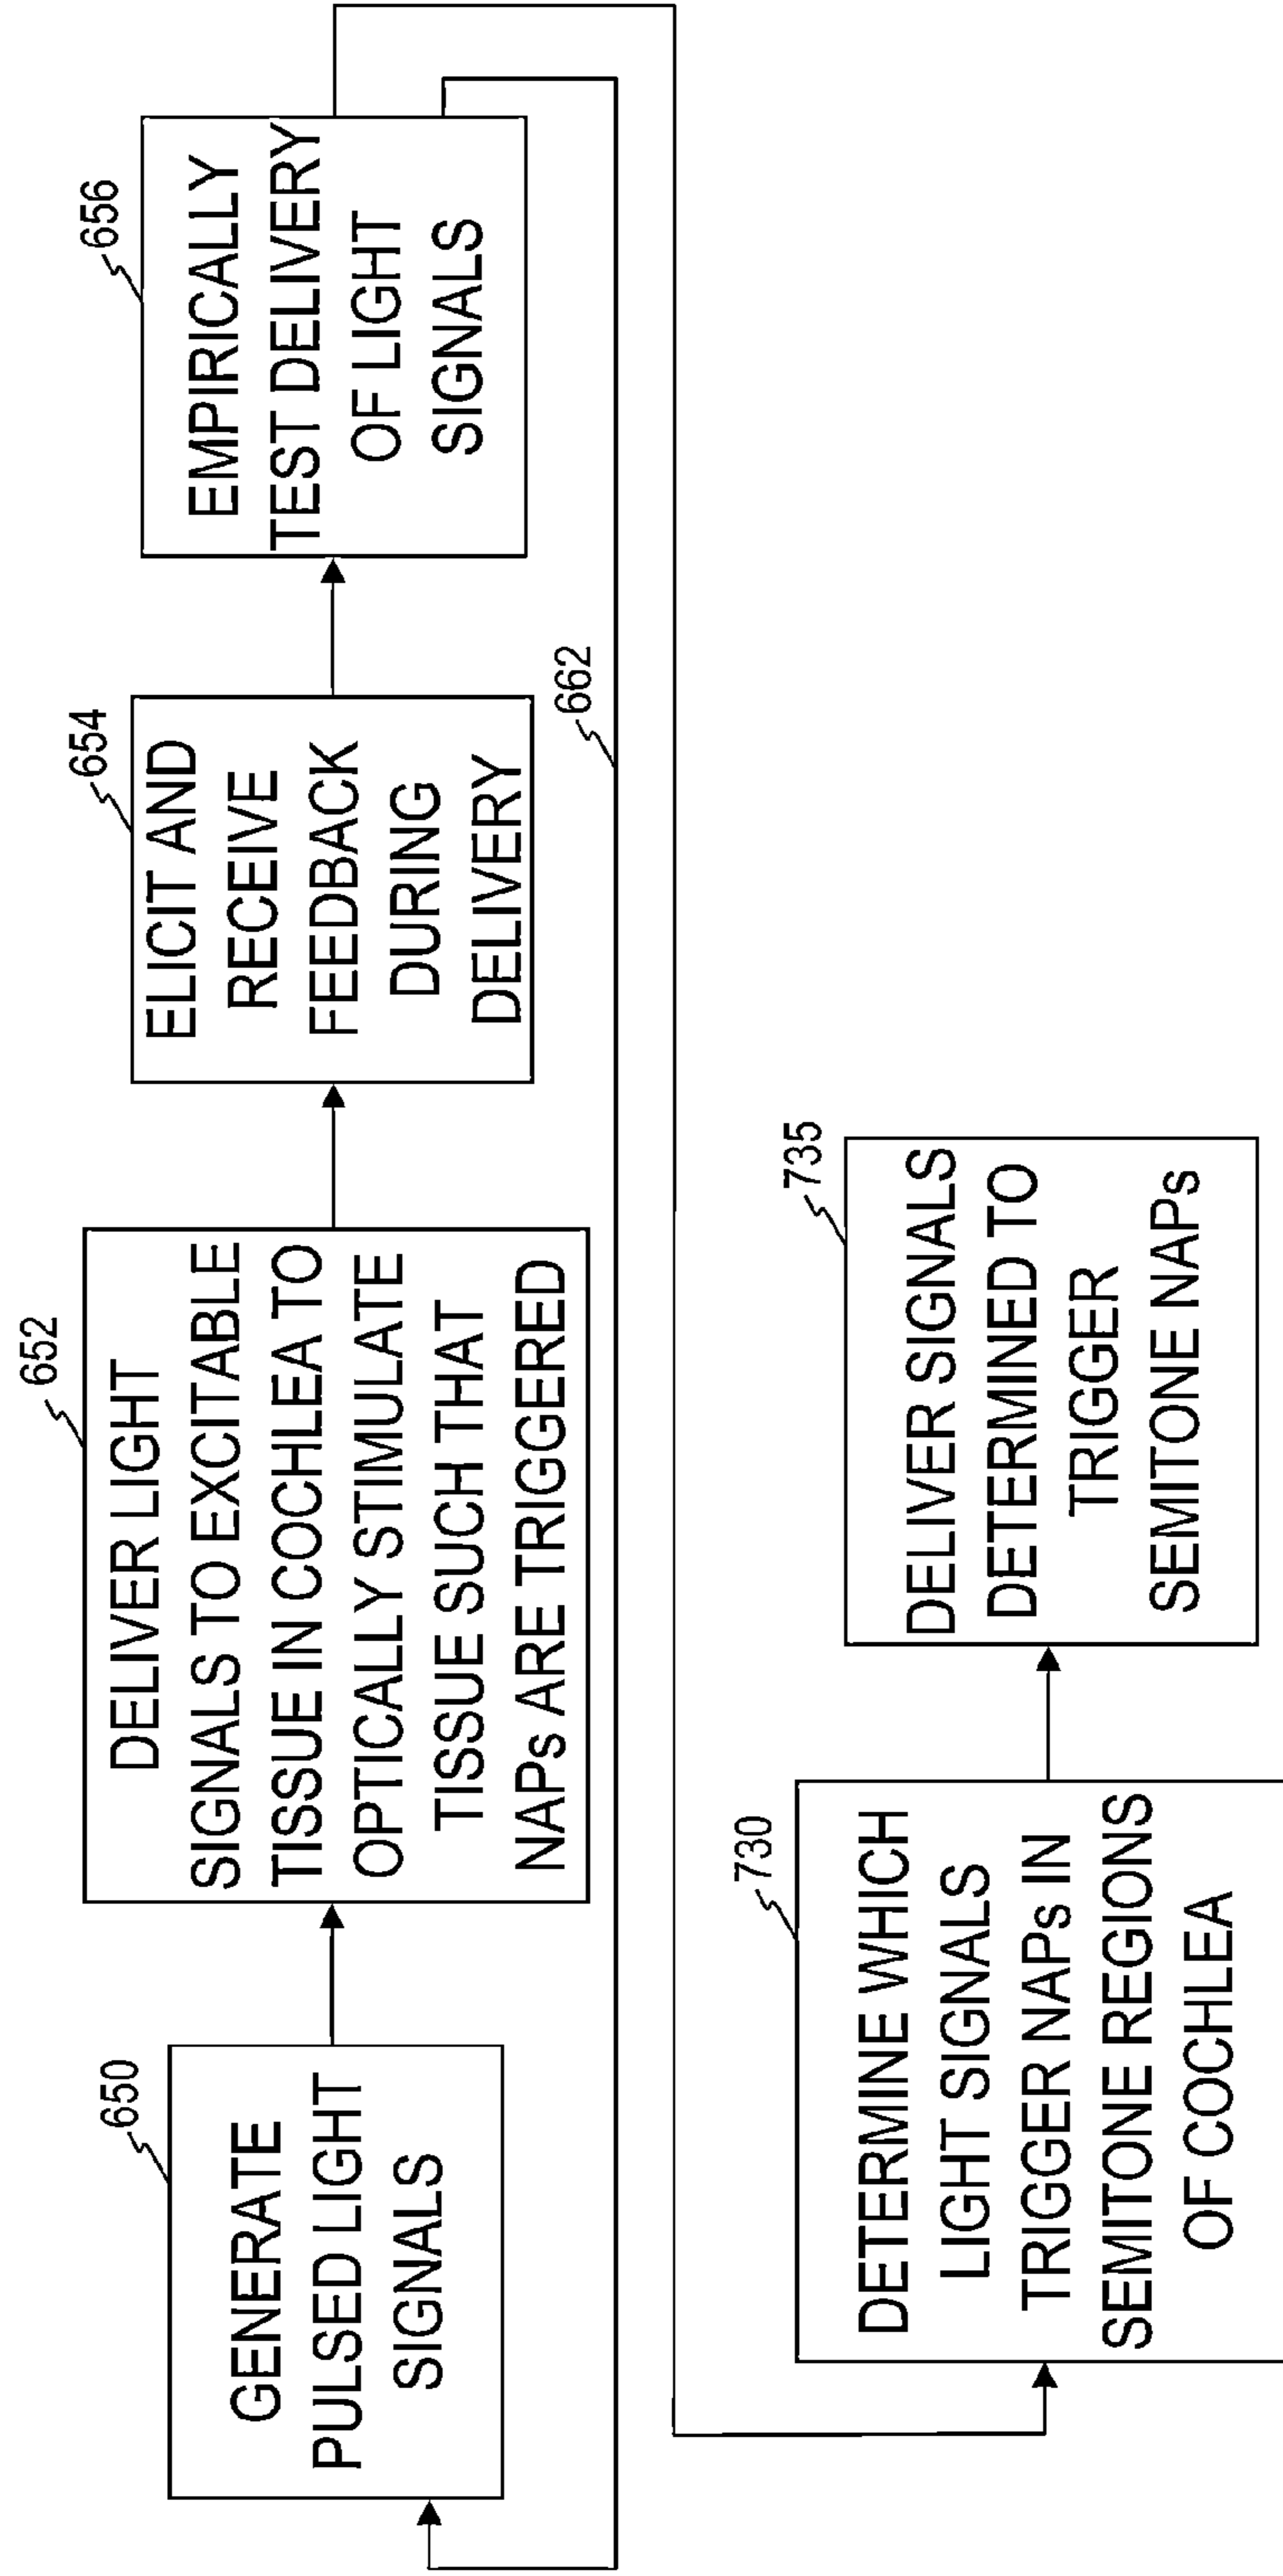 650
GENERATE
PULSED LIGHT
SIGNALS
652
DELIVER LIGHT
SIGNALS TO EXCITABLE
TISSUE IN COCHLEA TO
OPTICALLY STIMULATE
TISSUE SUCH THAT
NAPs ARE TRIGGERED
654
ELICIT AND
RECEIVE
FEEDBACK
DURING
DELIVERY
656
EMPIRICALLY
TEST DELIVERY
OF LIGHT
SIGNALS
662
730
DETERMINE WHICH
LIGHT SIGNALS
TRIGGER NAPs IN
SEMITONE REGIONS
OF COCHLEA
735
DELIVER SIGNALS
DETERMINED TO
TRIGGER
SEMITONE NAPs